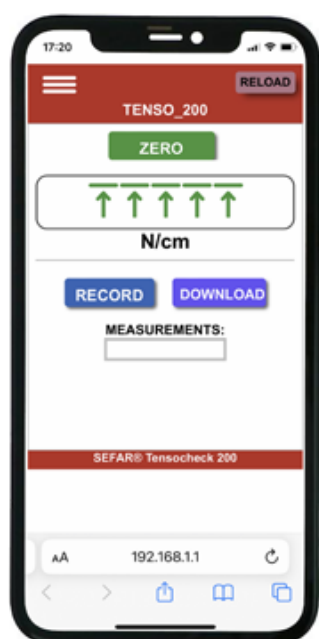 17:20
RELOAD
TENSO_200
ZERO
N/cm
RECORD DOWNLOAD
MEASUREMENTS:
SEFAR® Tensocheck 200
AA 192.168.1.1